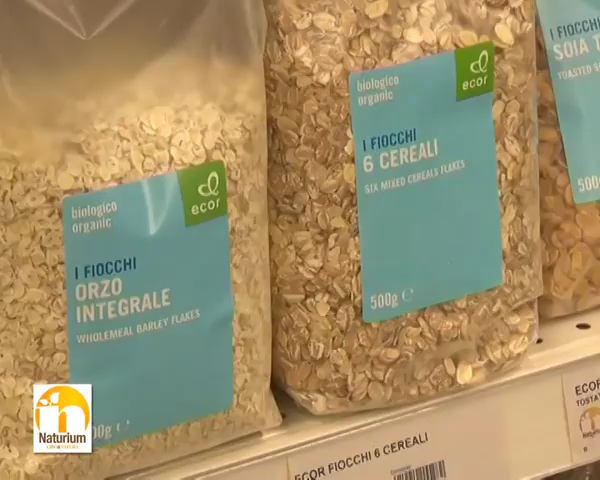 biologico
organic
ecor
I FIOCCHI
ORZO
INTEGRALE
WHOLEMEAL BARLEY FLAKES
biologico
organic
ecor
I FIOCCHI
6 CEREALI
SIX MIXED CEREALS FLAKES
500g
I FIOCCHI
SOIA
TOASTED
500g
Naturium
ECOR FIOCCHI 6 CEREALI